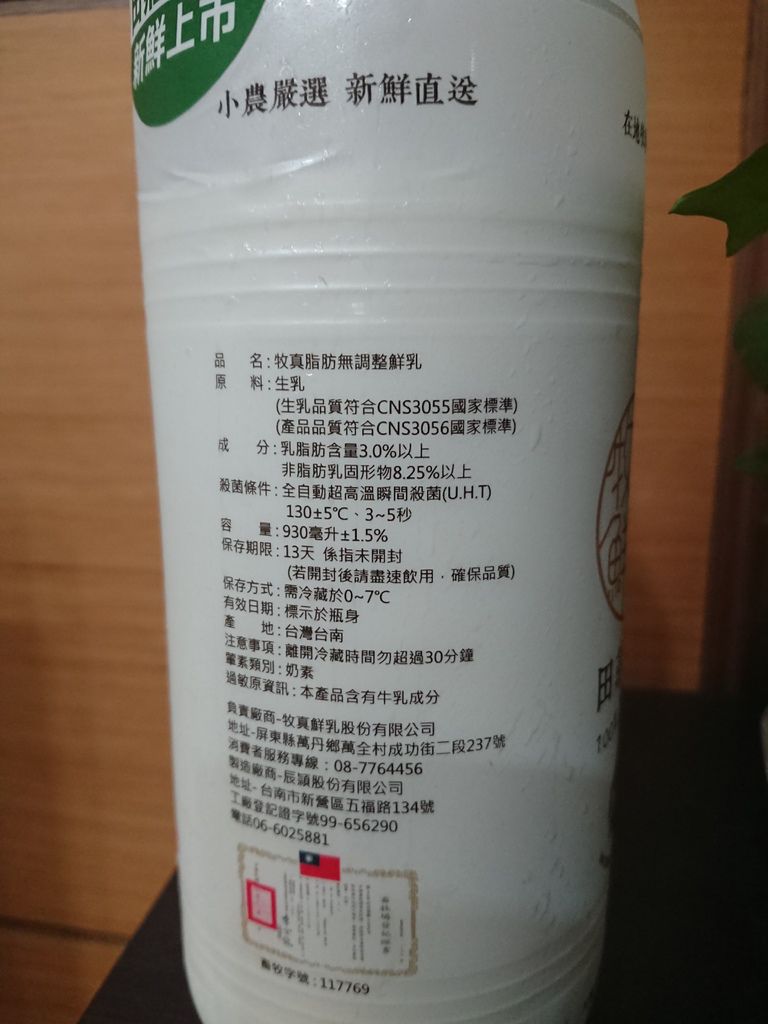 新鮮上市
小農嚴選 新鮮直送
在地
品 名:牧真脂肪無調整鮮乳
原 料:生乳
(生乳品質符合CNS3055國家標準)
(產品品質符合CNS3056國家標準)
成 分:乳脂肪含量3.0%以上
非脂肪乳固形物8.25%以上
殺菌條件:全自動超高溫瞬間殺菌(U.H.T)
130±5℃、3~5秒
容 量:930毫升±1.5%
保存期限:13天 係指未開封
(若開封後請盡速飲用,確保品質)
保存方式:需冷藏於0~7℃
有效日期:標示於瓶身
產 地:台灣台南
注意事項:離開冷藏時間勿超過30分鐘
葷素類別:奶素
過敏原資訊:本產品含有牛乳成分
負責廠商-牧真鮮乳股份有限公司
地址-屏東縣萬丹鄉萬全村成功街二段237號
消費者服務專線:08-7764456
製造廠商-辰穎股份有限公司
地址-台南市新營區五福路134號
工廠登記證字號99-656290
電話06-6025881
畜牧字號:117769
田